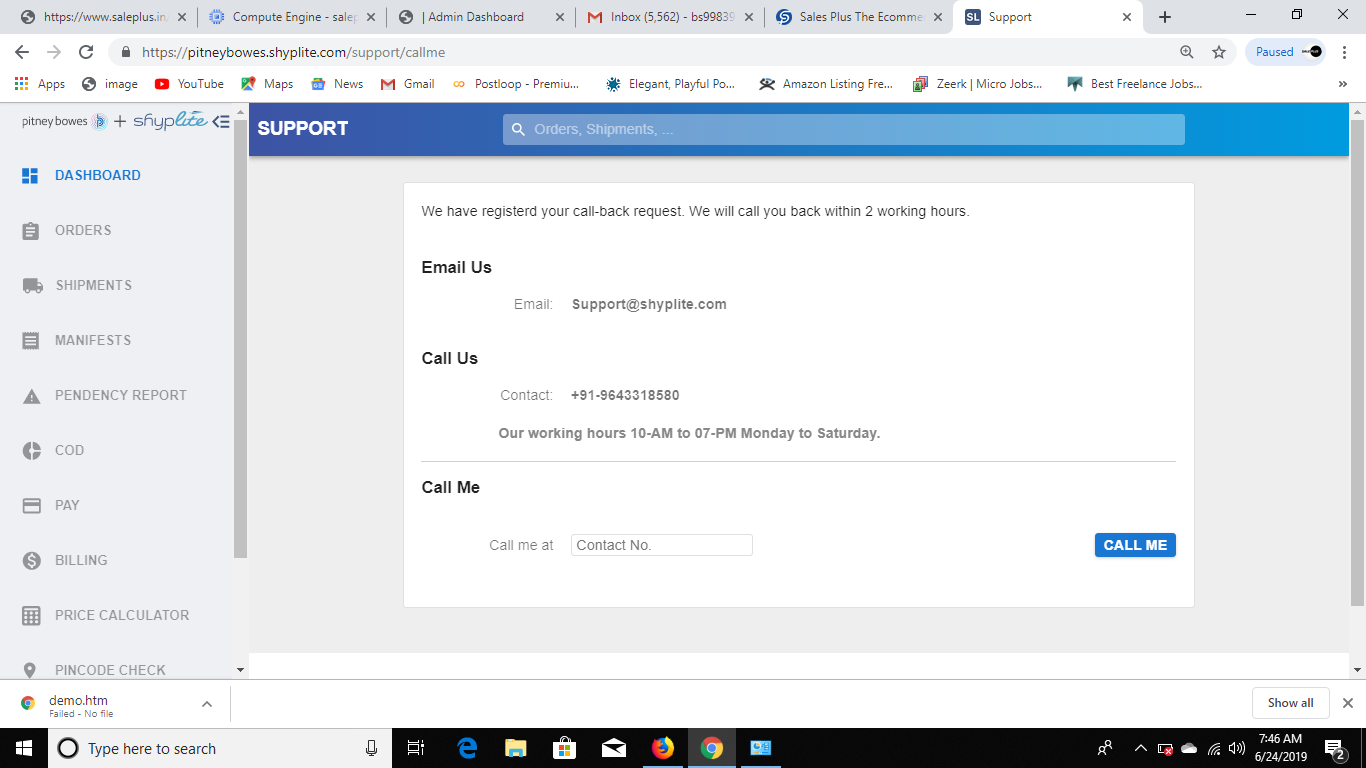 https://www.saleplus.in/
Compute Engine - salep
| Admin Dashboard
Inbox (5,562) - bs99839
Sales Plus The Ecomme
SL Support
https://pitneybowes.shyplite.com/support/callme
Paused
Apps
image
YouTube
Maps
News
Gmail
Postloop - Premiu...
Elegant, Playful Po...
Amazon Listing Fre...
Zeerk | Micro Jobs...
Best Freelance Jobs...
pitney bowes + shyplite
SUPPORT
Orders, Shipments, ...
DASHBOARD
ORDERS
SHIPMENTS
MANIFESTS
PENDENCY REPORT
COD
PAY
BILLING
PRICE CALCULATOR
PINCODE CHECK
We have registerd your call-back request. We will call you back within 2 working hours.
Email Us
Email: Support@shyplite.com
Call Us
Contact: +91-9643318580
Our working hours 10-AM to 07-PM Monday to Saturday.
Call Me
Call me at Contact No. CALL ME
demo.htm
Failed - No file
Show all
Type here to search
7:46 AM
6/24/2019
2